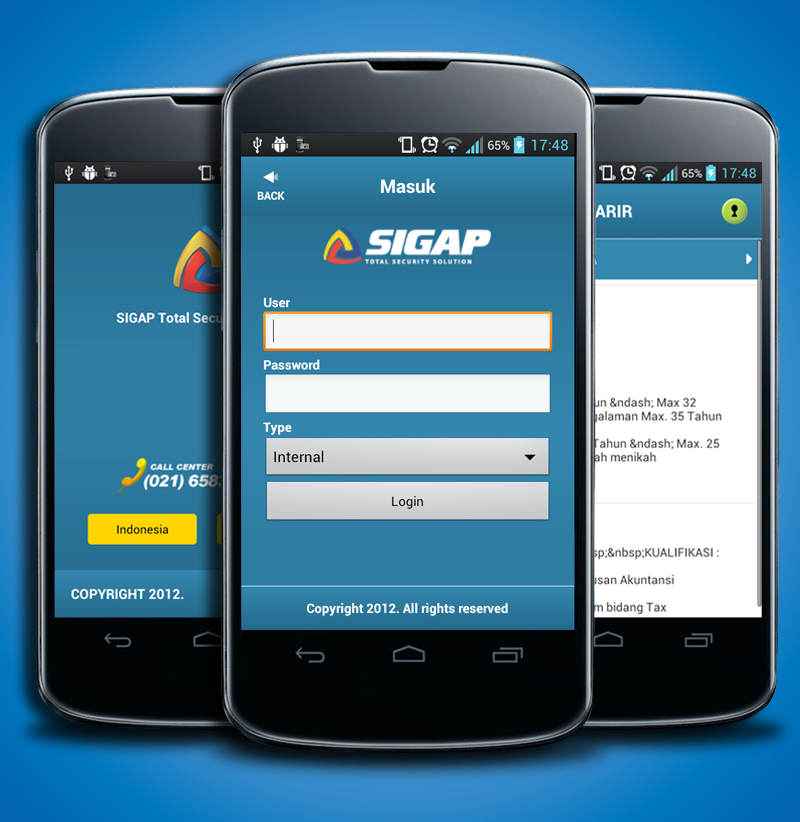 65% 17:48
SIGAP Total
CALL CENTER
(021)
Indonesia
COPYRIGHT 2012.
65% 17:48
BACK
Masuk
SIGAP
TOTAL SECURITY SOLUTION
User
Password
Type
Internal
Login
Copyright 2012. All rights reserved
ARIR
un &ndash; Max 32
galaman Max. 35 Tahun
Tahun &ndash; Max. 25
ah menikah
sp;&nbsp;KUALIFIKASI :
usan Akuntansi
m bidang Tax